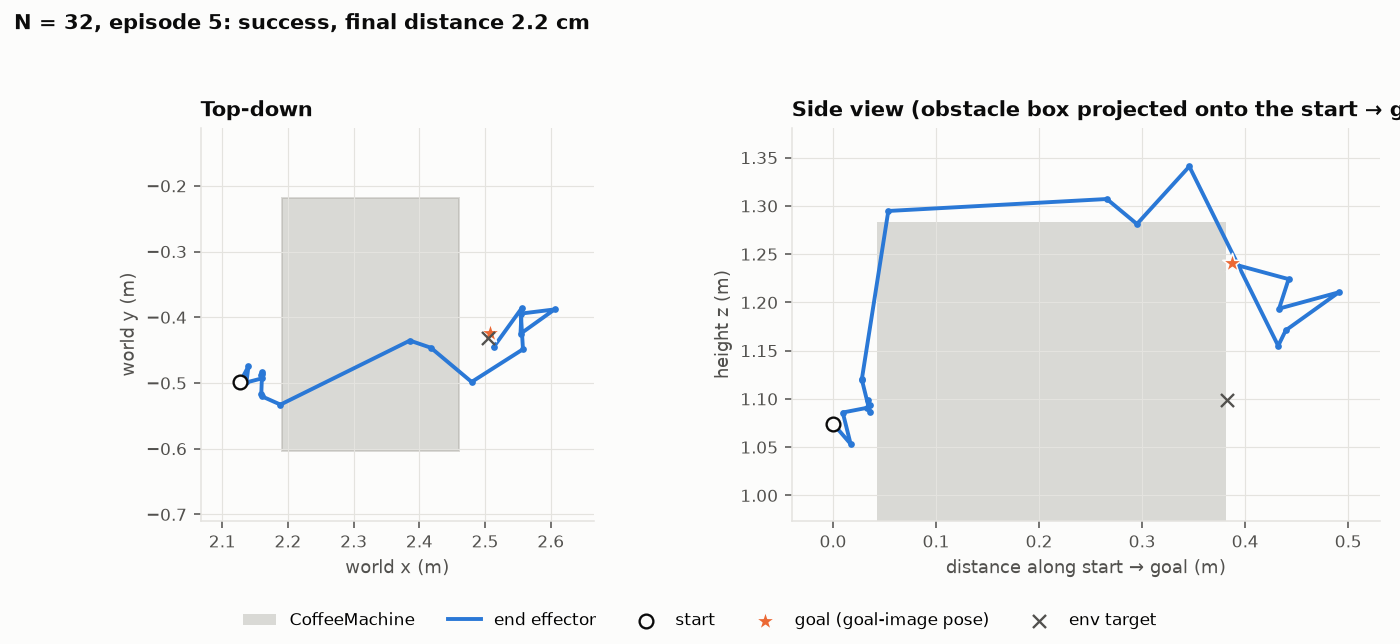 N = 32, episode 5: success, final distance 2.2 cm
Top-down
−0.2
−0.3
−0.4
−0.5
−0.6
−0.7
world y (m)
2.1 2.2 2.3 2.4 2.5 2.6
world x (m)
Side view (obstacle box projected onto the start → g
1.35
1.30
1.25
1.20
1.15
1.10
1.05
1.00
height z (m)
0.0 0.1 0.2 0.3 0.4 0.5
distance along start → goal (m)
CoffeeMachine end effector start goal (goal-image pose) env target